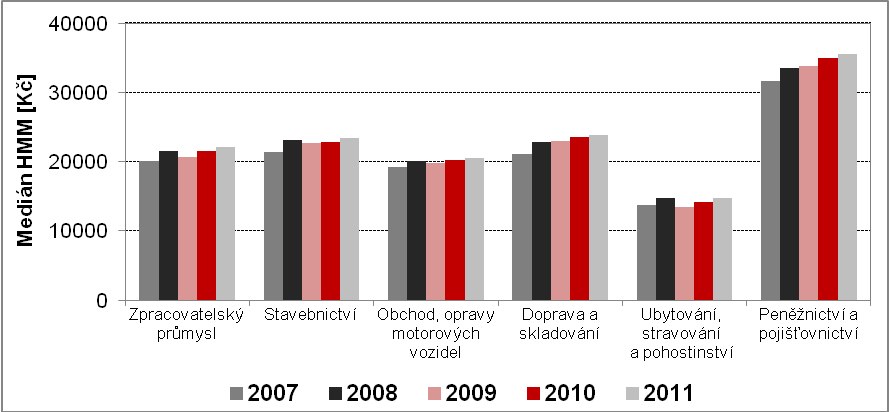 Medián HMM [Kč]
40000
30000
20000
10000
0
Zpracovatelský
průmysl
Stavebnictví
Obchod, opravy
motorových
vozidel
Doprava a
skladování
Ubytování,
stravování
a pohostinství
Peněžnictví a
pojišťovnictví
2007 2008 2009 2010 2011